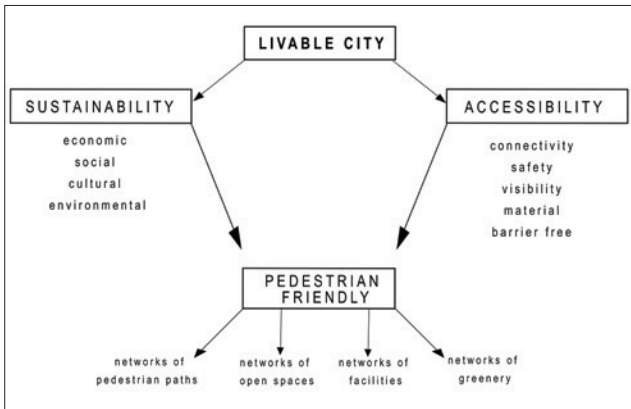 LIVABLE CITY
SUSTAINABILITY
economic
social
cultural
environmental
ACCESSIBILITY
connectivity
safety
visibility
material
barrier free
PEDESTRIAN
FRIENDLY
networks of
pedestrian paths
networks of
open spaces
networks of
facilities
networks of
greenery